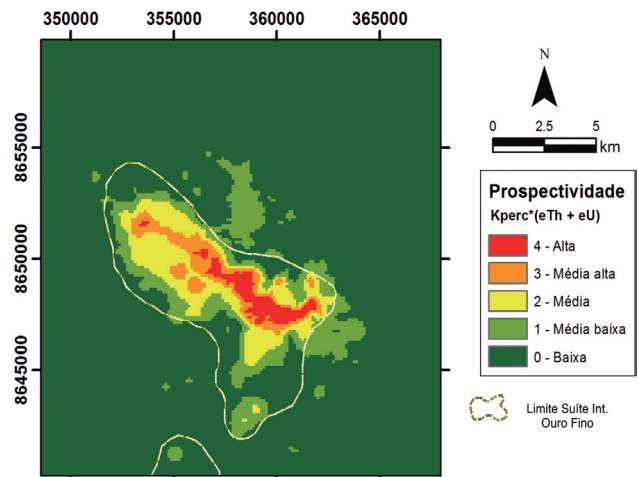 350000 355000 360000 365000
8655000
8650000
8645000
N
0 2.5 5
km
Prospectividade
Kperc*(eTh + eU)
4 - Alta
3 - Média alta
2 - Média
1 - Média baixa
0 - Baixa
Limite Suíte Int.
Ouro Fino